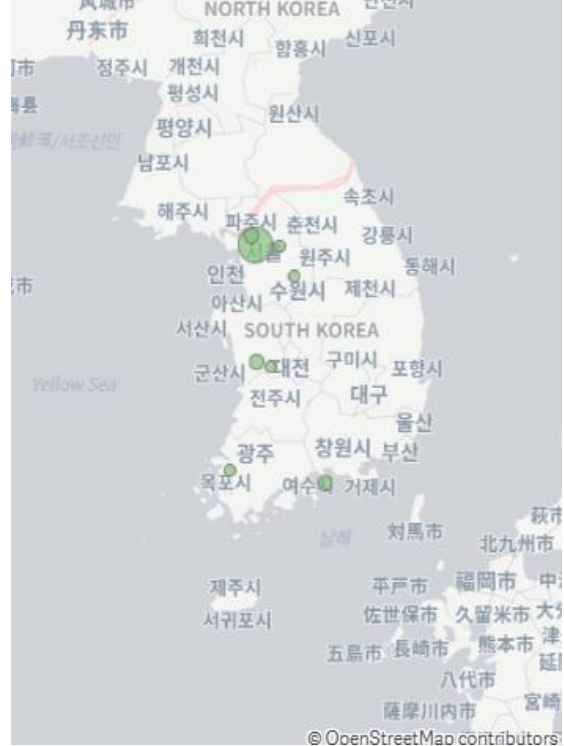 NORTH KOREA
丹东市
희천시
함흥시
신포시
정주시
개천시
평성시
원산시
평양시
남포시
속초시
해주시
파주시
춘천시
강릉시
서울
원주시
동해시
인천
수원시
제천시
아산시
서산시
SOUTH KOREA
군산시
대전
구미시
포항시
Yellow Sea
전주시
대구
울산
광주
창원시
부산
목포시
여수시
거제시
남해
対馬市
萩市
北九州市
제주시
平戸市
福岡市
서귀포시
佐世保市
久留米市
五島市
長崎市
熊本市
八代市
薩摩川内市
© OpenStreetMap contributors